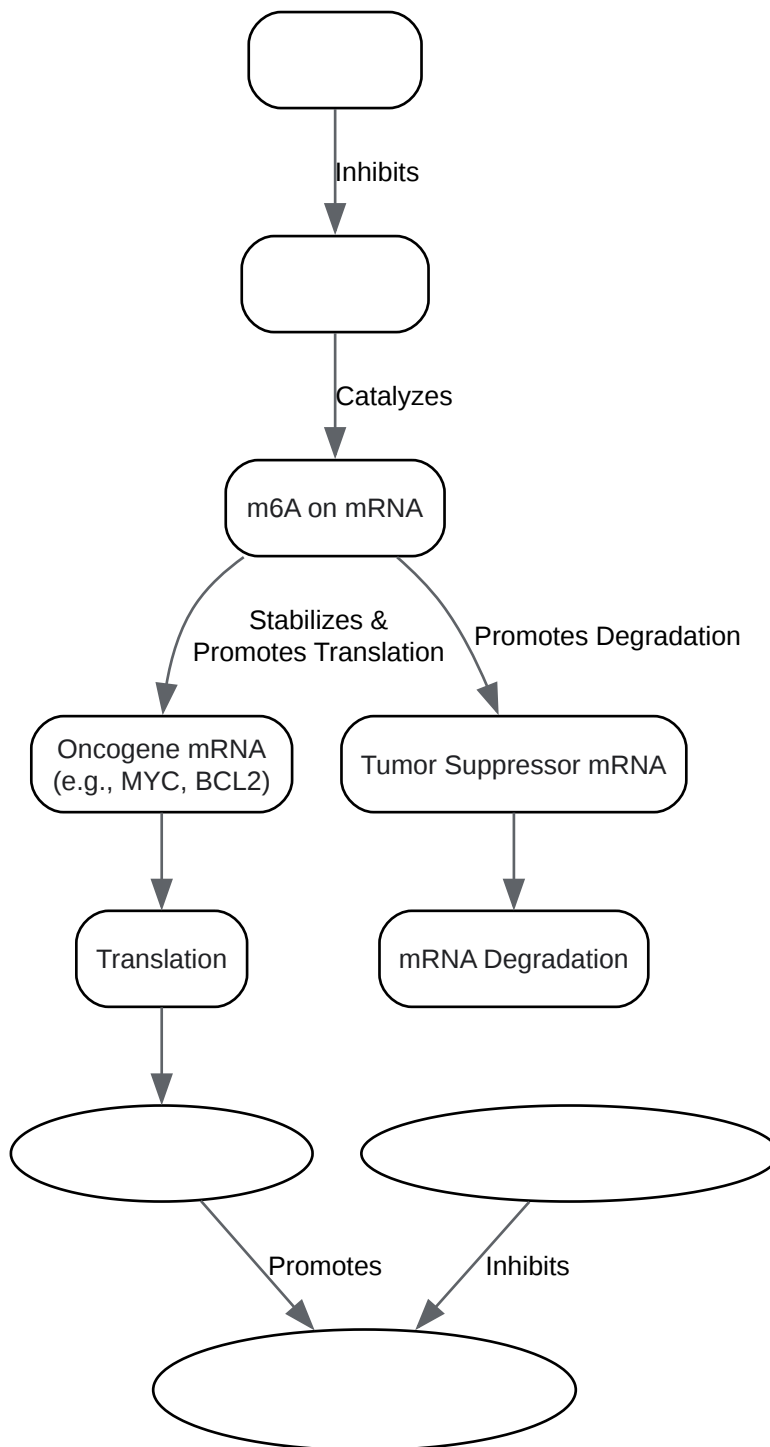 Inhibits
Catalyzes
m6A on mRNA
Stabilizes &
Promotes Translation
Promotes Degradation
Oncogene mRNA
(e.g., MYC, BCL2)
Tumor Suppressor mRNA
Translation
mRNA Degradation
Promotes
Inhibits